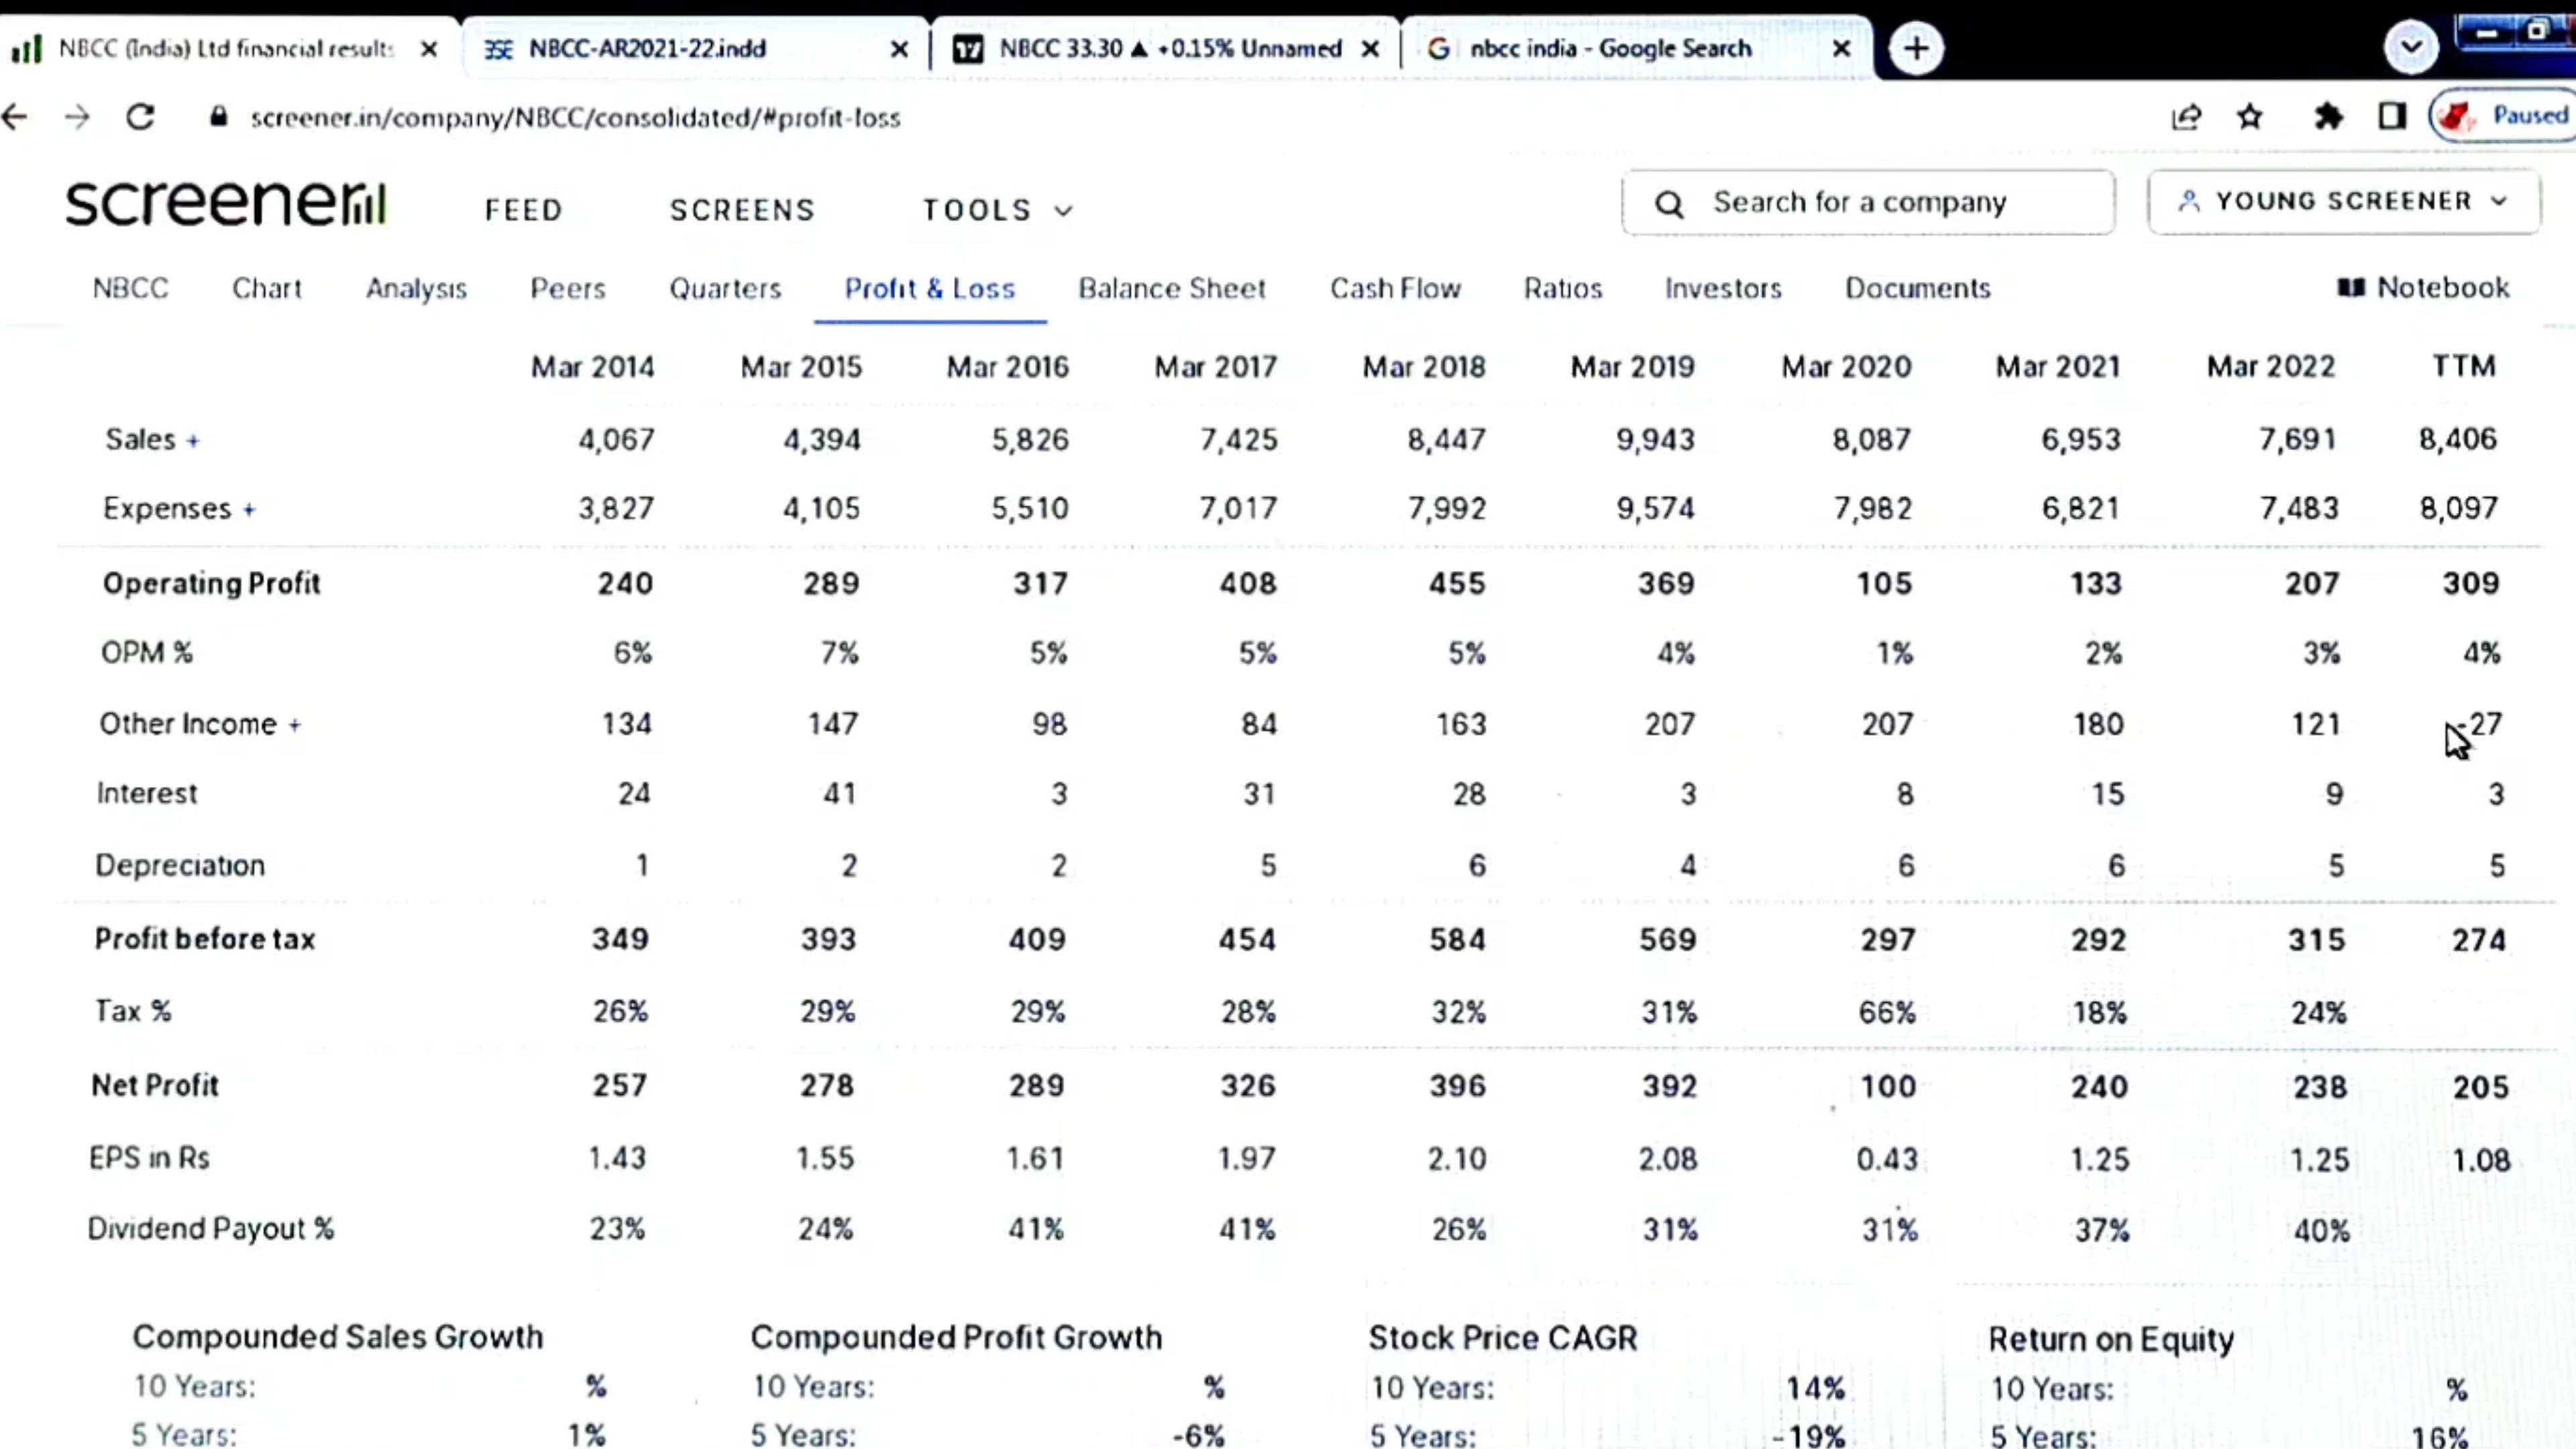 NBCC (India) Ltd financial results
NBCC-AR2021-22.indd
NBCC 33.30 ▲ +0.15% Unnamed
nbcc india - Google Search
screener.in/company/NBCC/consolidated/#profit-loss
Paused
screener
FEED SCREENS TOOLS
Search for a company
YOUNG SCREENER
NBCC Chart Analysis Peers Quarters Profit & Loss Balance Sheet Cash Flow Ratios Investors Documents Notebook
Mar 2014 Mar 2015 Mar 2016 Mar 2017 Mar 2018 Mar 2019 Mar 2020 Mar 2021 Mar 2022 TTM
Sales + 4,067 4,394 5,826 7,425 8,447 9,943 8,087 6,953 7,691 8,406
Expenses + 3,827 4,105 5,510 7,017 7,992 9,574 7,982 6,821 7,483 8,097
Operating Profit 240 289 317 408 455 369 105 133 207 309
OPM % 6% 7% 5% 5% 5% 4% 1% 2% 3% 4%
Other Income + 134 147 98 84 163 207 207 180 121 -27
Interest 24 41 3 31 28 3 8 15 9 3
Depreciation 1 2 2 5 6 4 6 6 5 5
Profit before tax 349 393 409 454 584 569 297 292 315 274
Tax % 26% 29% 29% 28% 32% 31% 66% 18% 24%
Net Profit 257 278 289 326 396 392 100 240 238 205
EPS in Rs 1.43 1.55 1.61 1.97 2.10 2.08 0.43 1.25 1.25 1.08
Dividend Payout % 23% 24% 41% 41% 26% 31% 31% 37% 40%
Compounded Sales Growth Compounded Profit Growth Stock Price CAGR Return on Equity
10 Years: % 10 Years: % 10 Years: 14% 10 Years: %
5 Years: 1% 5 Years: -6% 5 Years: -19% 5 Years: 16%